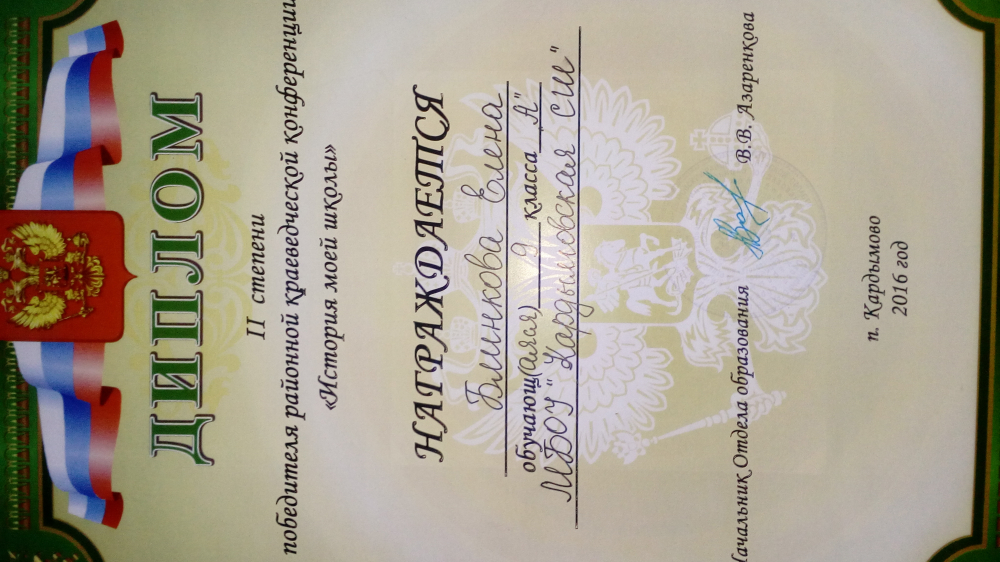 ДИПЛОМ
II степени
победителя районной краеведческой конференции
«История моей школы»
НАГРАЖДАЕТСЯ
Блинкова Елена
обучающ(аяся) 9 класса "А"
МБОУ "Кардымовская СШ"
Начальник Отдела образования В.В. Азаренкова
п. Кардымово
2016 год